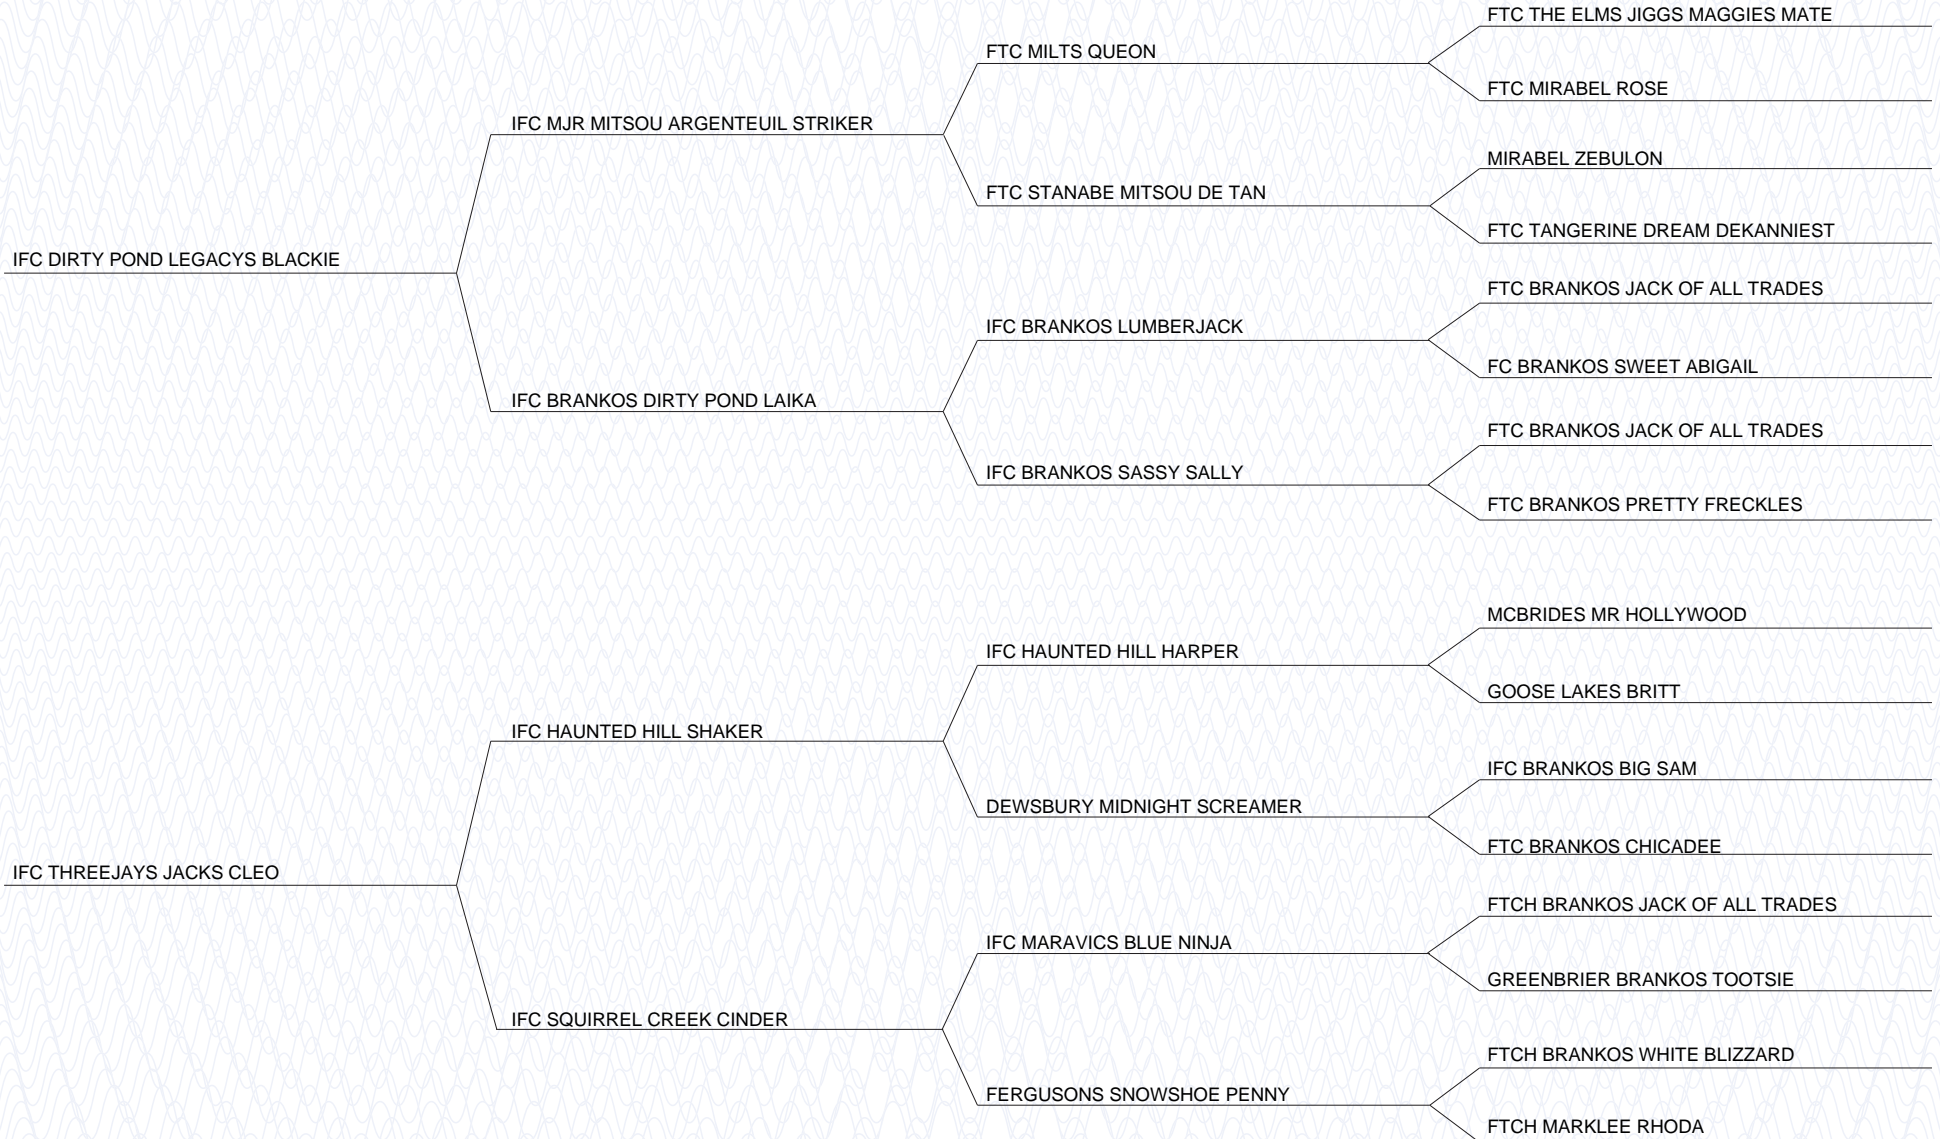 FTC THE ELMS JIGGS MAGGIES MATE
FTC MILTS QUEON
FTC MIRABEL ROSE
IFC MJR MITSOU ARGENTEUIL STRIKER
MIRABEL ZEBULON
FTC STANABE MITSOU DE TAN
FTC TANGERINE DREAM DEKANNIEST
IFC DIRTY POND LEGACYS BLACKIE
FTC BRANKOS JACK OF ALL TRADES
IFC BRANKOS LUMBERJACK
FC BRANKOS SWEET ABIGAIL
IFC BRANKOS DIRTY POND LAIKA
FTC BRANKOS JACK OF ALL TRADES
IFC BRANKOS SASSY SALLY
FTC BRANKOS PRETTY FRECKLES
MCBRIDES MR HOLLYWOOD
IFC HAUNTED HILL HARPER
GOOSE LAKES BRITT
IFC HAUNTED HILL SHAKER
IFC BRANKOS BIG SAM
DEWSBURY MIDNIGHT SCREAMER
FTC BRANKOS CHICADEE
IFC THREEJAYS JACKS CLEO
FTCH BRANKOS JACK OF ALL TRADES
IFC MARAVICS BLUE NINJA
GREENBRIER BRANKOS TOOTSIE
IFC SQUIRREL CREEK CINDER
FTCH BRANKOS WHITE BLIZZARD
FERGUSONS SNOWSHOE PENNY
FTCH MARKLEE RHODA